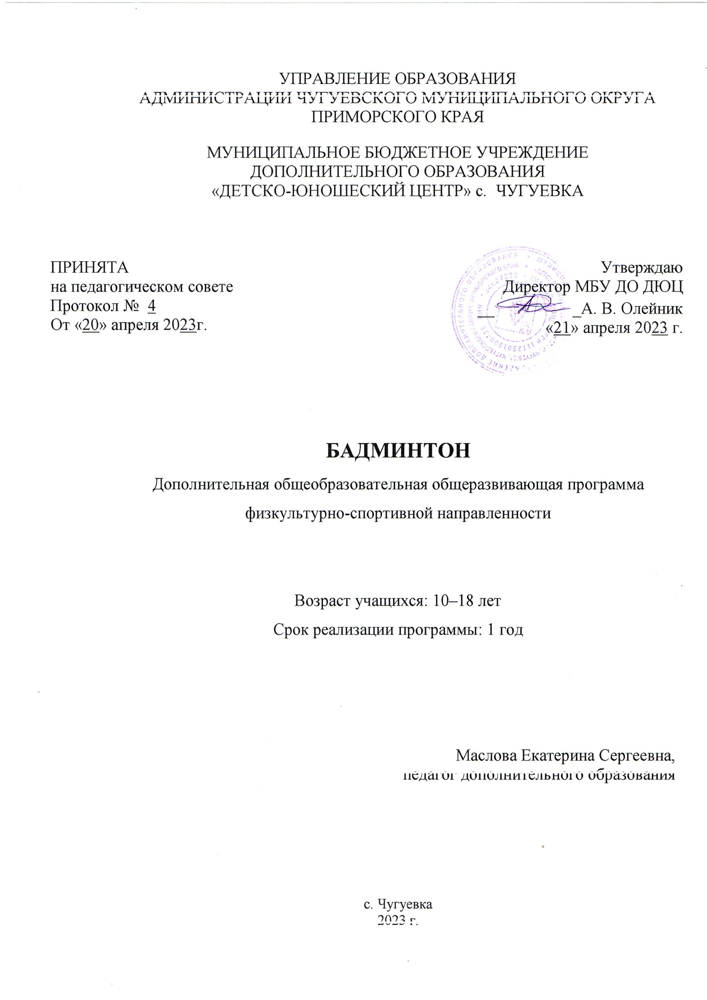 УПРАВЛЕНИЕ ОБРАЗОВАНИЯ
АДМИНИСТРАЦИИ ЧУГУЕВСКОГО МУНИЦИПАЛЬНОГО ОКРУГА
ПРИМОРСКОГО КРАЯ
МУНИЦИПАЛЬНОЕ БЮДЖЕТНОЕ УЧРЕЖДЕНИЕ
ДОПОЛНИТЕЛЬНОГО ОБРАЗОВАНИЯ
«ДЕТСКО-ЮНОШЕСКИЙ ЦЕНТР» с. ЧУГУЕВКА
ПРИНЯТА
на педагогическом совете
Протокол № 4
От «20» апреля 2023г.
Утверждаю
Директор МБУ ДО ДЮЦ
__ _А. В. Олейник
«21» апреля 2023 г.
БАДМИНТОН
Дополнительная общеобразовательная общеразвивающая программа
физкультурно-спортивной направленности
Возраст учащихся: 10–18 лет
Срок реализации программы: 1 год
Маслова Екатерина Сергеевна,
педагог дополнительного образования
с. Чугуевка
2023 г.